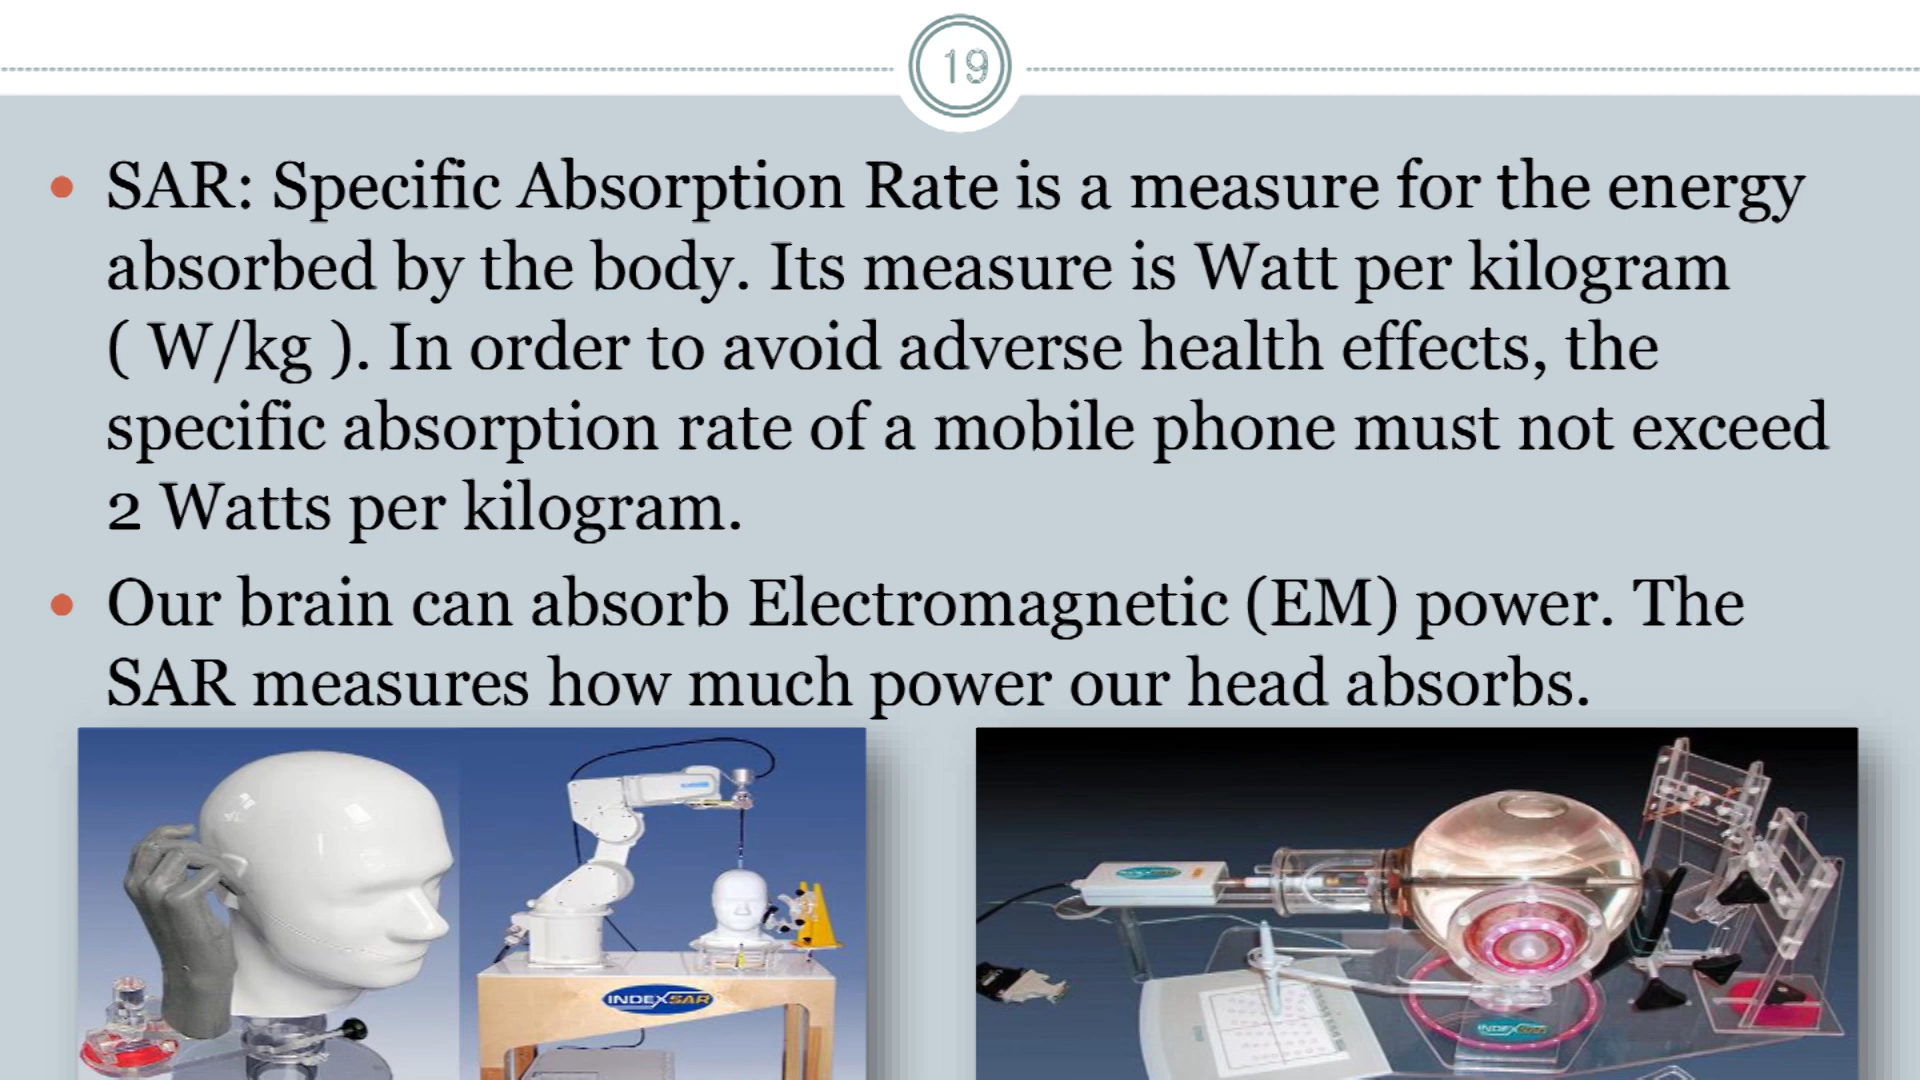 19
• SAR: Specific Absorption Rate is a measure for the energy
absorbed by the body. Its measure is Watt per kilogram
( W/kg ). In order to avoid adverse health effects, the
specific absorption rate of a mobile phone must not exceed
2 Watts per kilogram.
• Our brain can absorb Electromagnetic (EM) power. The
SAR measures how much power our head absorbs.
INDEXSAR
INDEXSAR